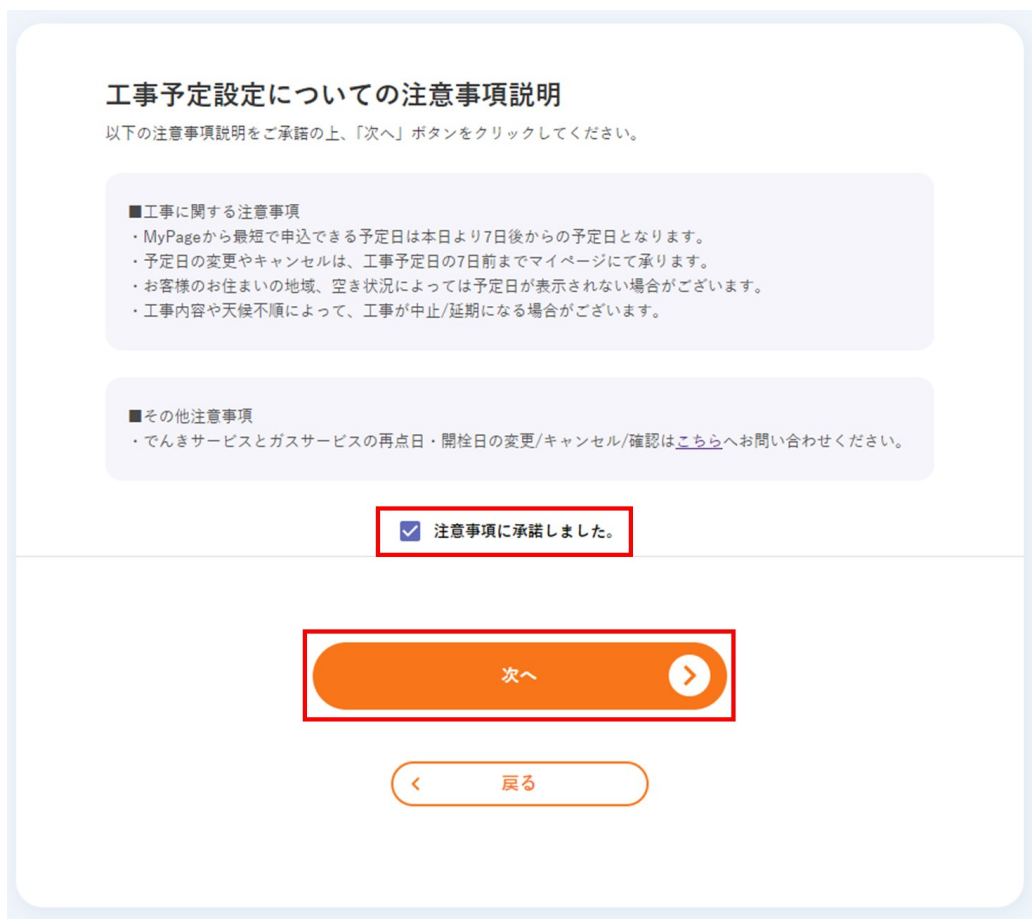 工事予定設定についての注意事項説明
以下の注意事項説明をご承諾の上、「次へ」ボタンをクリックしてください。
■工事に関する注意事項
・MyPageから最短で申込できる予定日は本日より7日後からの予定日となります。
・予定日の変更やキャンセルは、工事予定日の7日前までマイページにて承ります。
・お客様のお住まいの地域、空き状況によっては予定日が表示されない場合がございます。
・工事内容や天候不順によって、工事が中止/延期になる場合がございます。
■その他注意事項
・でんきサービスとガスサービスの再点日・開栓日の変更/キャンセル/確認はこちらへお問い合わせください。
注意事項に承諾しました。
次へ
戻る